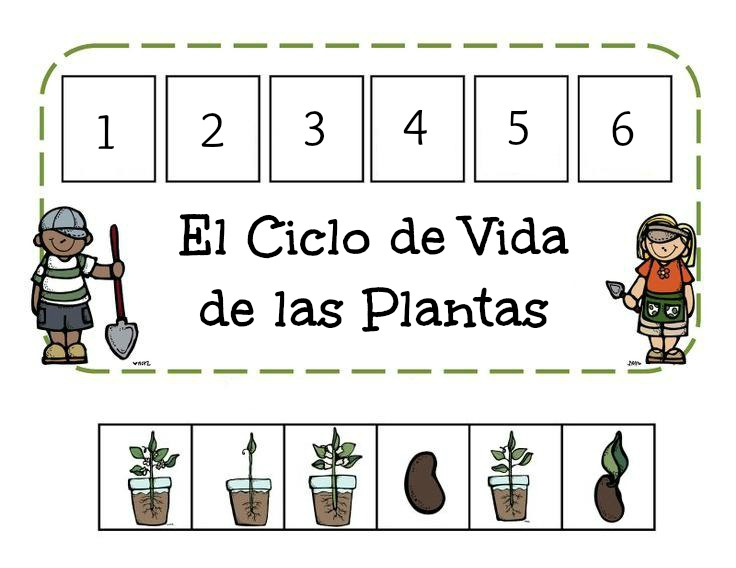 1 2 3 4 5 6
El Ciclo de Vida
de las Plantas